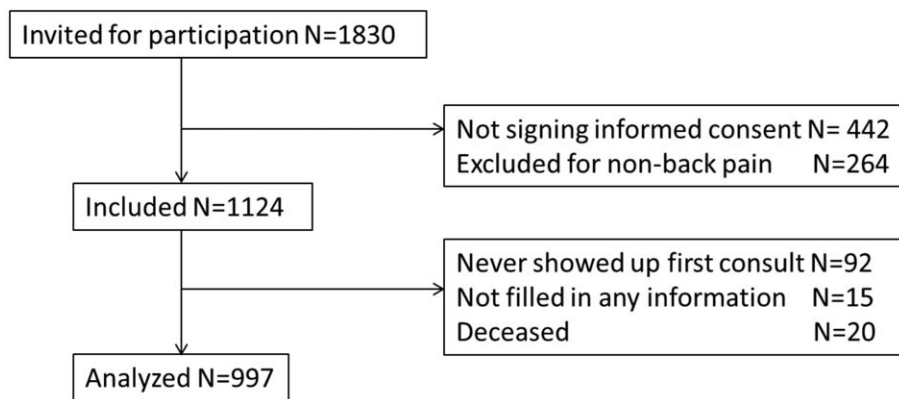 Invited for participation N=1830
Not signing informed consent N= 442
Excluded for non-back pain N=264
Included N=1124
Never showed up first consult N=92
Not filled in any information N=15
Deceased N=20
Analyzed N=997